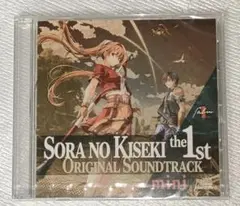 SORA NO KISEKI the 1st
ORIGINAL SOUNDTRACK
mini